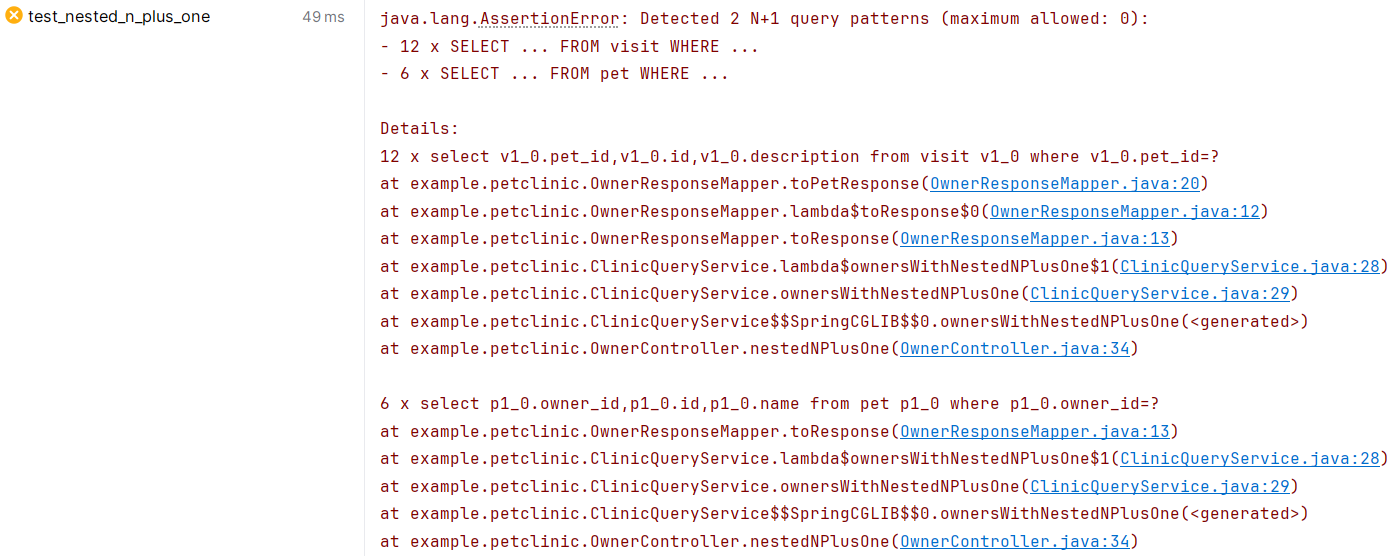 test_nested_n_plus_one 49 ms
java.lang.AssertionError: Detected 2 N+1 query patterns (maximum allowed: 0):
- 12 x SELECT ... FROM visit WHERE ...
- 6 x SELECT ... FROM pet WHERE ...
Details:
12 x select v1_0.pet_id,v1_0.id,v1_0.description from visit v1_0 where v1_0.pet_id=?
at example.petclinic.OwnerResponseMapper.toPetResponse(OwnerResponseMapper.java:20)
at example.petclinic.OwnerResponseMapper.lambda$toResponse$0(OwnerResponseMapper.java:12)
at example.petclinic.OwnerResponseMapper.toResponse(OwnerResponseMapper.java:13)
at example.petclinic.ClinicQueryService.lambda$ownersWithNestedNPlusOne$1(ClinicQueryService.java:28)
at example.petclinic.ClinicQueryService.ownersWithNestedNPlusOne(ClinicQueryService.java:29)
at example.petclinic.ClinicQueryService$$SpringCGLIB$$0.ownersWithNestedNPlusOne(<generated>)
at example.petclinic.OwnerController.nestedNPlusOne(OwnerController.java:34)
6 x select p1_0.owner_id,p1_0.id,p1_0.name from pet p1_0 where p1_0.owner_id=?
at example.petclinic.OwnerResponseMapper.toResponse(OwnerResponseMapper.java:13)
at example.petclinic.ClinicQueryService.lambda$ownersWithNestedNPlusOne$1(ClinicQueryService.java:28)
at example.petclinic.ClinicQueryService.ownersWithNestedNPlusOne(ClinicQueryService.java:29)
at example.petclinic.ClinicQueryService$$SpringCGLIB$$0.ownersWithNestedNPlusOne(<generated>)
at example.petclinic.OwnerController.nestedNPlusOne(OwnerController.java:34)